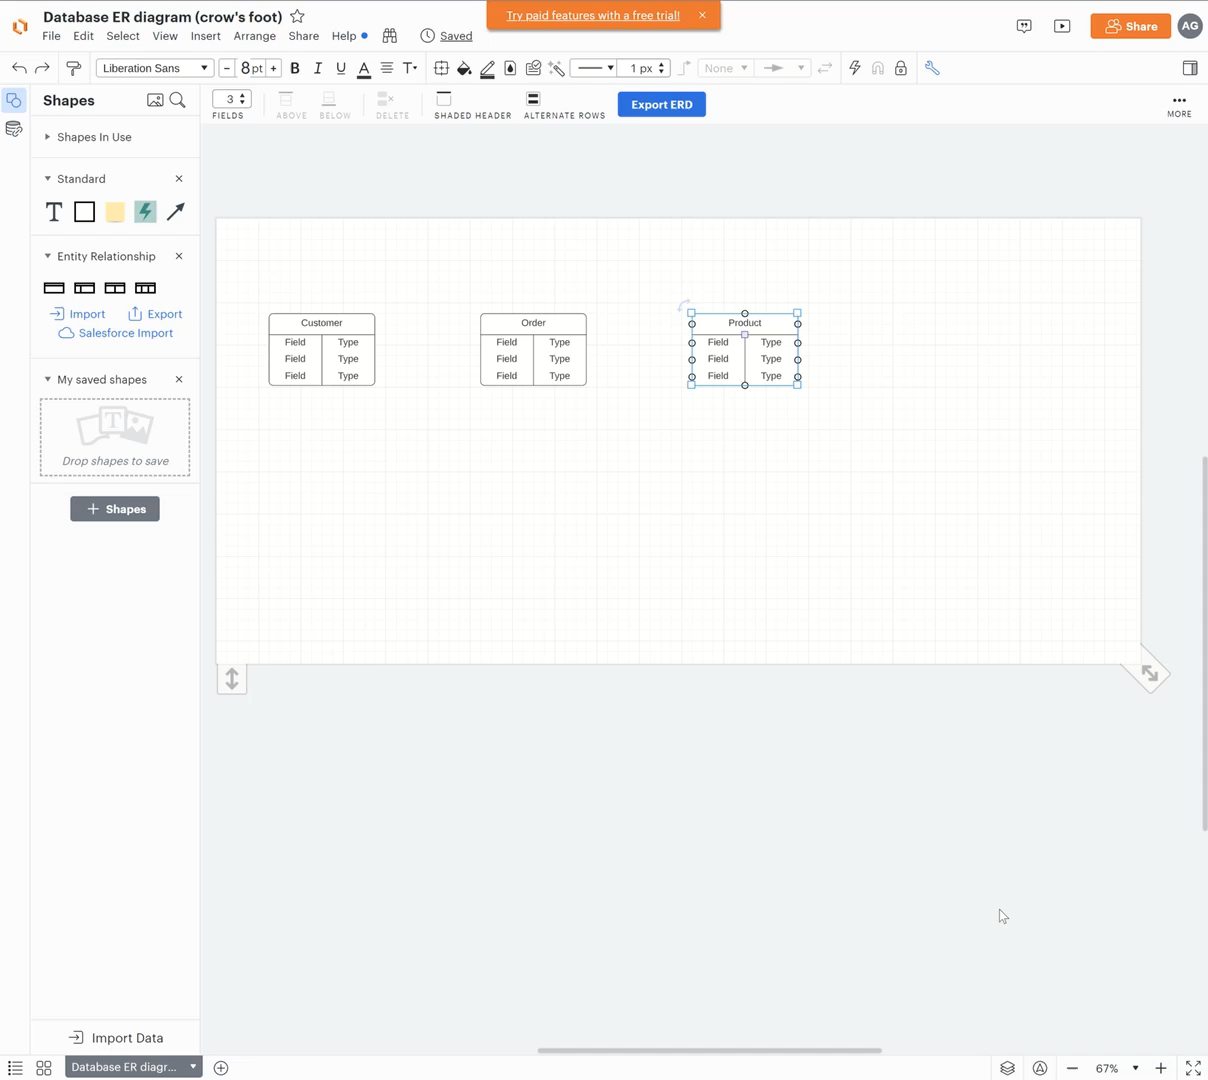 Database ER diagram (crow's foot)
Try paid features with a free trial!
File Edit Select View Insert Arrange Share Help Saved
Share
AG
Liberation Sans
8 pt
B I U A T
1 px
None
Shapes
3
FIELDS
ABOVE
BELOW
DELETE
SHADED HEADER
ALTERNATE ROWS
Export ERD
MORE
Shapes In Use
Standard
T
Entity Relationship
Import
Export
Salesforce Import
My saved shapes
T
Drop shapes to save
+ Shapes
Customer
Field Type
Field Type
Field Type
Order
Field Type
Field Type
Field Type
Product
Field Type
Field Type
Field Type
Import Data
Database ER diagr...
67%